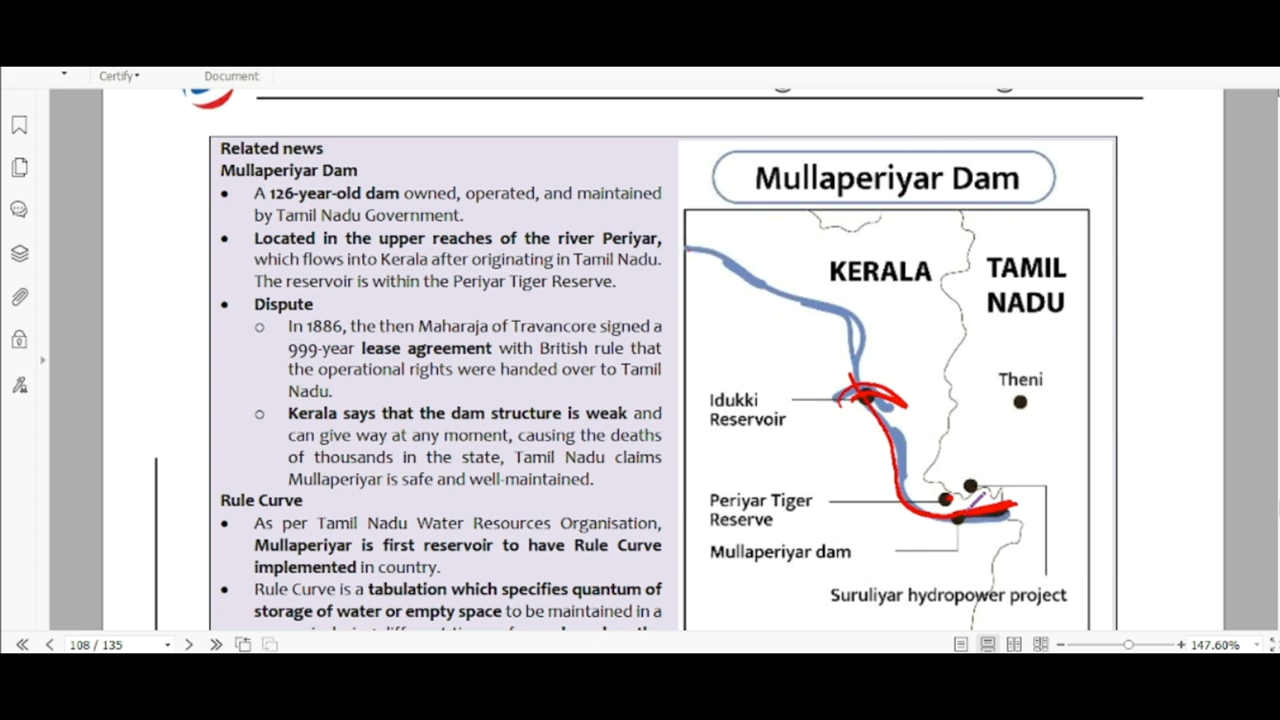 Certify
Document
Related news
Mullaperiyar Dam
• A 126-year-old dam owned, operated, and maintained
by Tamil Nadu Government.
• Located in the upper reaches of the river Periyar,
which flows into Kerala after originating in Tamil Nadu.
The reservoir is within the Periyar Tiger Reserve.
• Dispute
o In 1886, the then Maharaja of Travancore signed a
999-year lease agreement with British rule that
the operational rights were handed over to Tamil
Nadu.
o Kerala says that the dam structure is weak and
can give way at any moment, causing the deaths
of thousands in the state, Tamil Nadu claims
Mullaperiyar is safe and well-maintained.
Rule Curve
• As per Tamil Nadu Water Resources Organisation,
Mullaperiyar is first reservoir to have Rule Curve
implemented in country.
• Rule Curve is a tabulation which specifies quantum of
storage of water or empty space to be maintained in a
Mullaperiyar Dam
KERALA
TAMIL
NADU
Theni
Idukki
Reservoir
Periyar Tiger
Reserve
Mullaperiyar dam
Suruliyar hydropower project
108 / 135
147.60%